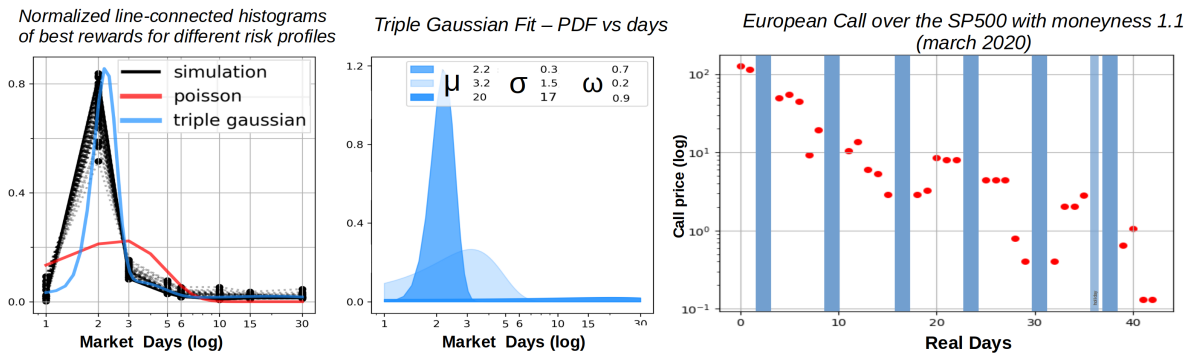 Normalized line-connected histograms
of best rewards for different risk profiles
0.8
0.4
0.0
simulation
poisson
triple gaussian
1 2 3 5 6 10 15 30
Market Days (log)
Triple Gaussian Fit – PDF vs days
1.2
0.8
0.4
0.0
μ σ ω
2.2 0.3 0.7
3.2 1.5 0.2
20 17 0.9
1 2 3 5 6 10 15 30
Market Days (log)
European Call over the SP500 with moneyness 1.1
(march 2020)
Call price (log)
10²
10¹
10⁰
10⁻¹
0 10 20 30 40
Real Days